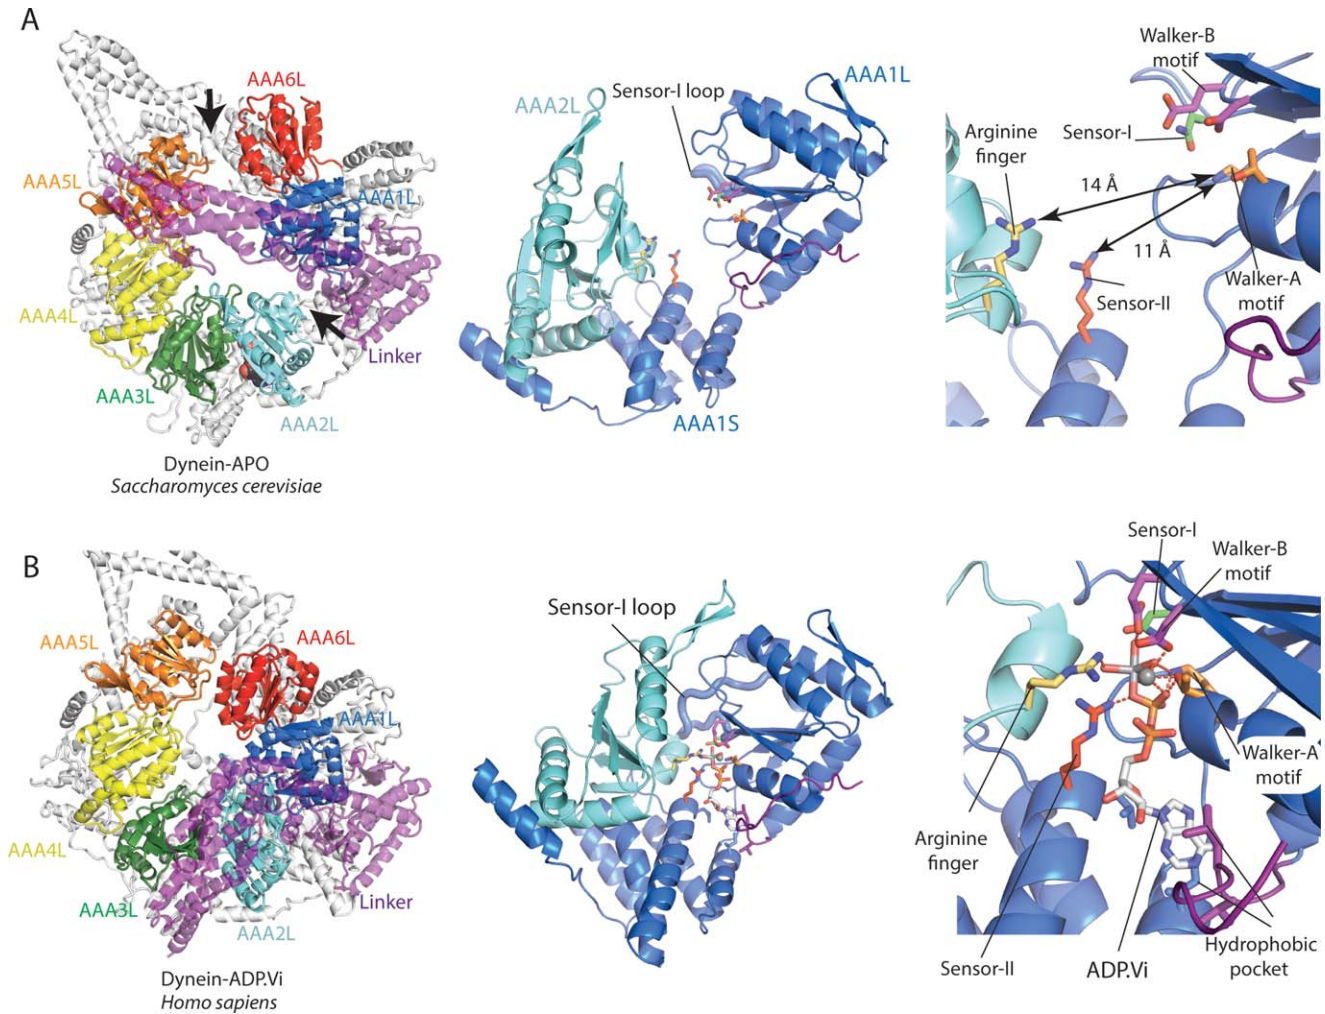 A
AAA6L
AAA5L
AAA1L
AAA4L
AAA3L
AAA2L
Linker
Dynein-APO
Saccharomyces cerevisiae
AAA2L
Sensor-I loop
AAA1L
AAA1S
Walker-B
motif
Sensor-I
Arginine
finger
14 Å
11 Å
Sensor-II
Walker-A
motif
B
AAA5L
AAA6L
AAA1L
AAA4L
AAA3L
AAA2L
Linker
Dynein-ADP.Vi
Homo sapiens
Sensor-I loop
Sensor-I
Walker-B
motif
Walker-A
motif
Arginine
finger
Sensor-II
ADP.Vi
Hydrophobic
pocket